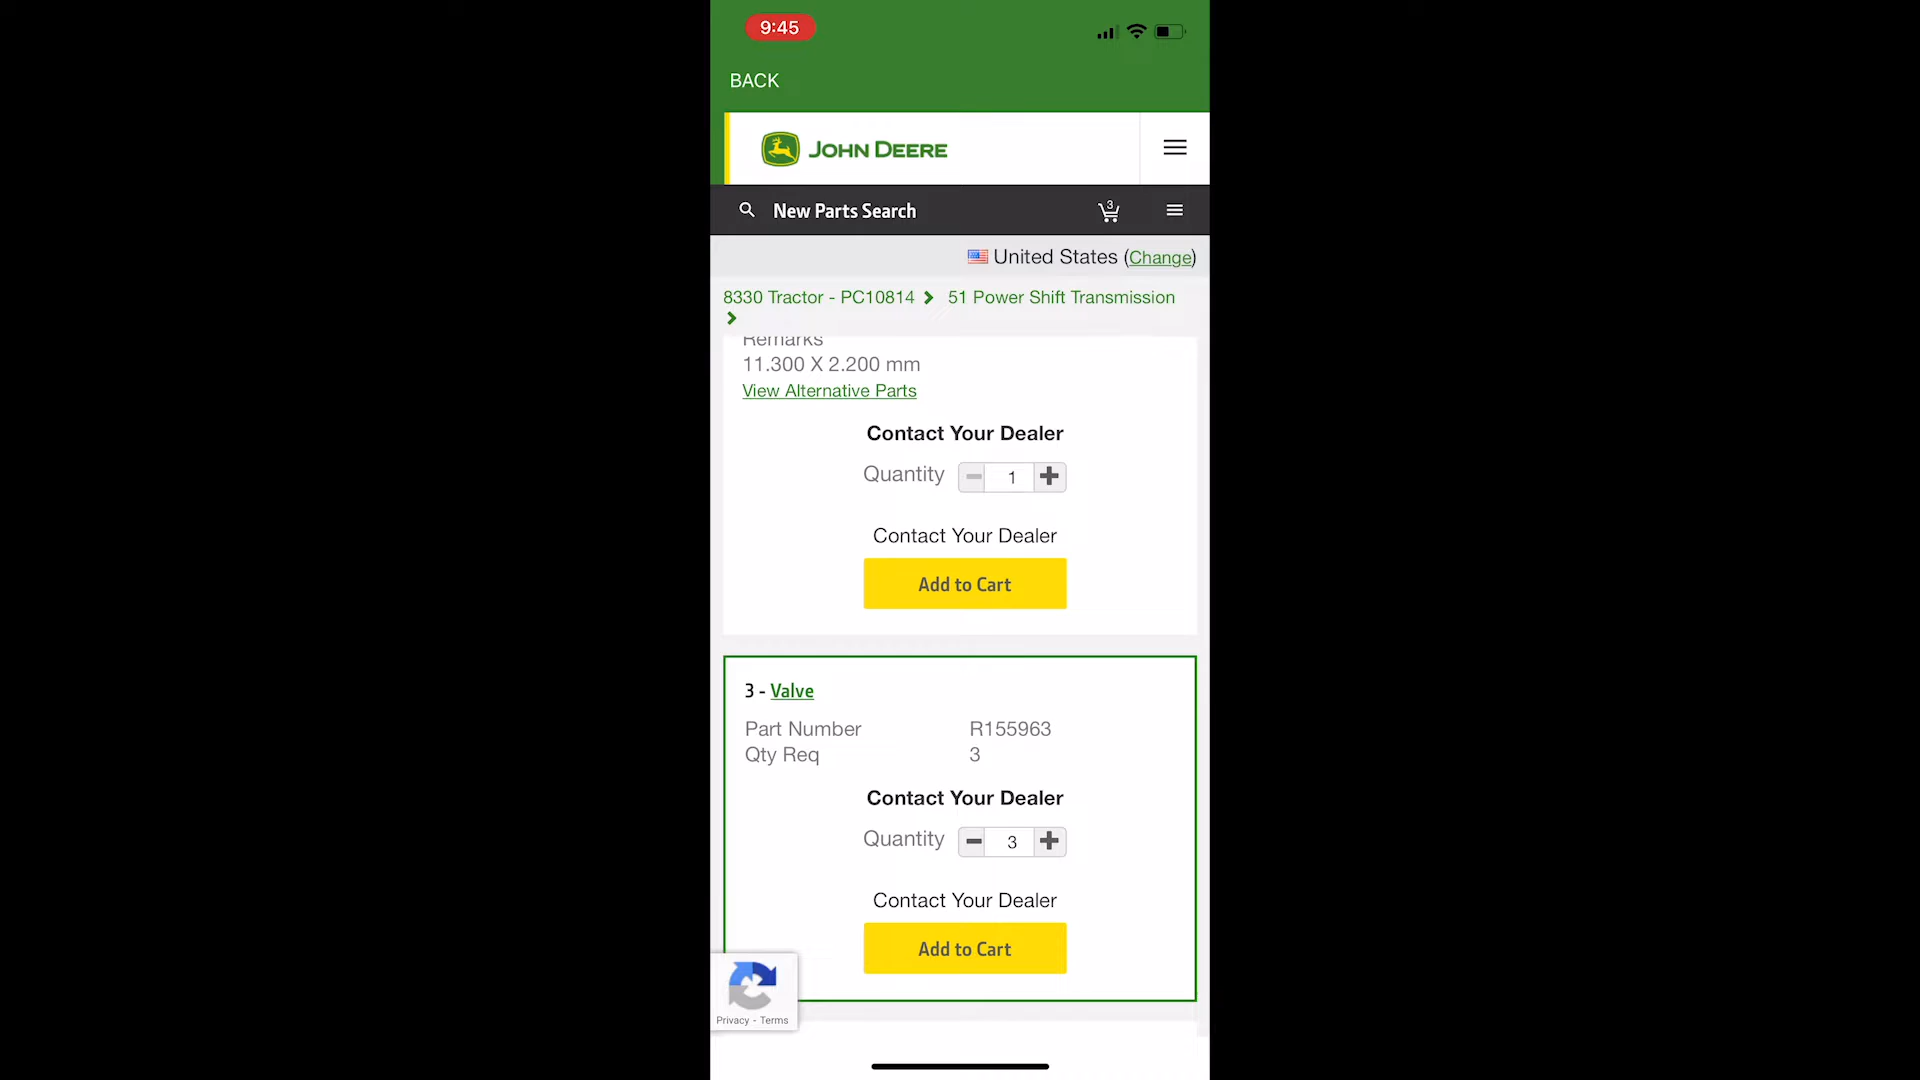 9:45
BACK
JOHN DEERE
New Parts Search
3
United States (Change)
8330 Tractor - PC10814
51 Power Shift Transmission
Remarks
11.300 X 2.200 mm
View Alternative Parts
Contact Your Dealer
Quantity
1
Contact Your Dealer
Add to Cart
3 - Valve
Part Number R155963
Qty Req 3
Contact Your Dealer
Quantity
3
Contact Your Dealer
Add to Cart
Privacy - Terms